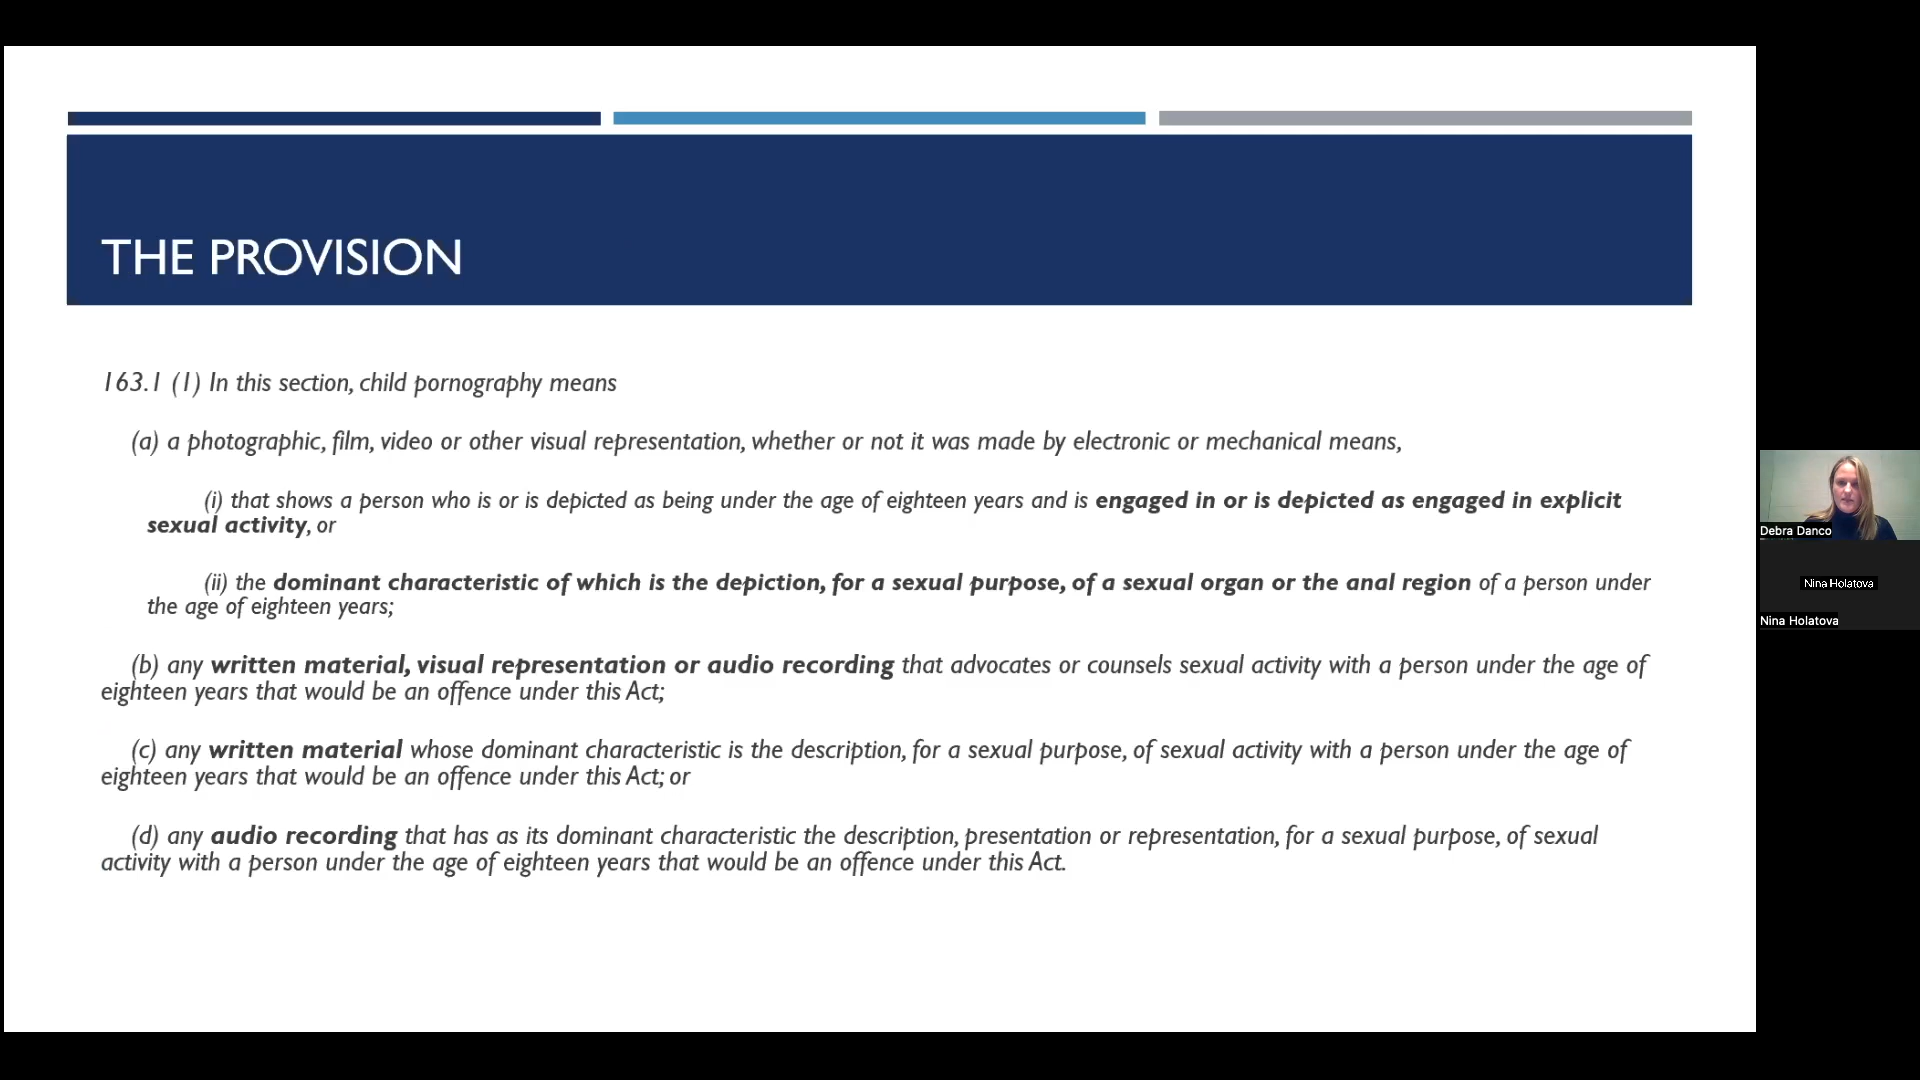 THE PROVISION
163.1 (1) In this section, child pornography means
(a) a photographic, film, video or other visual representation, whether or not it was made by electronic or mechanical means,
(i) that shows a person who is or is depicted as being under the age of eighteen years and is engaged in or is depicted as engaged in explicit
sexual activity, or
(ii) the dominant characteristic of which is the depiction, for a sexual purpose, of a sexual organ or the anal region of a person under
the age of eighteen years;
(b) any written material, visual representation or audio recording that advocates or counsels sexual activity with a person under the age of
eighteen years that would be an offence under this Act;
(c) any written material whose dominant characteristic is the description, for a sexual purpose, of sexual activity with a person under the age of
eighteen years that would be an offence under this Act; or
(d) any audio recording that has as its dominant characteristic the description, presentation or representation, for a sexual purpose, of sexual
activity with a person under the age of eighteen years that would be an offence under this Act.
Debra Danco
Nina Holatova
Nina Holatova